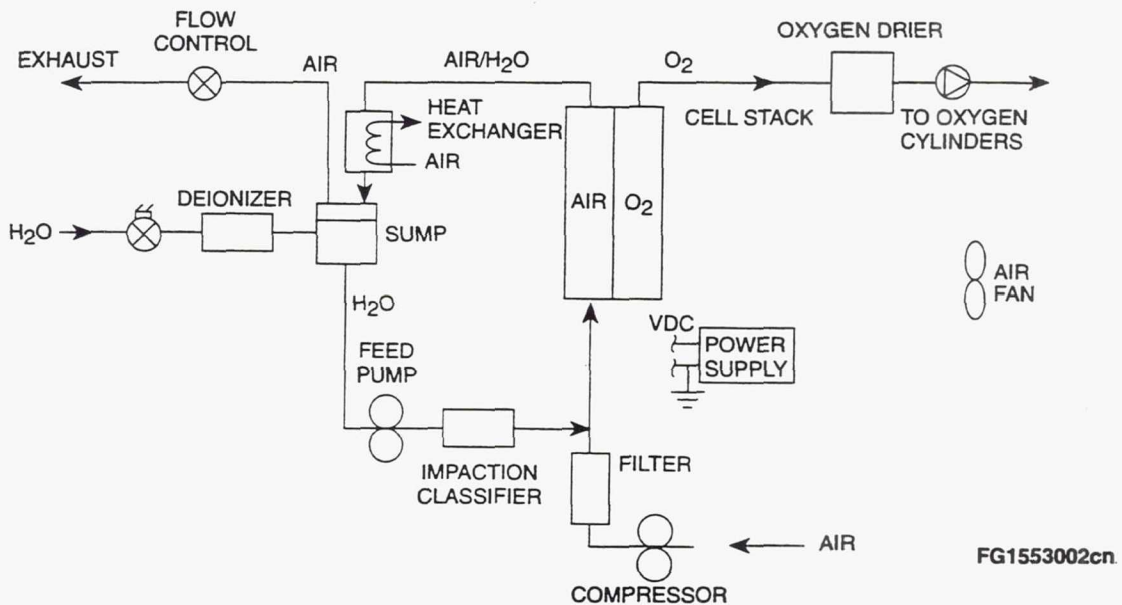 FLOW
CONTROL
EXHAUST
AIR
AIR/H₂O
O₂
OXYGEN DRIER
HEAT
EXCHANGER
AIR
CELL STACK
TO OXYGEN
CYLINDERS
DEIONIZER
H₂O
SUMP
AIR
O₂
AIR
FAN
H₂O
VDC
POWER
SUPPLY
FEED
PUMP
IMPACTION
CLASSIFIER
FILTER
AIR
COMPRESSOR
FG1553002cn